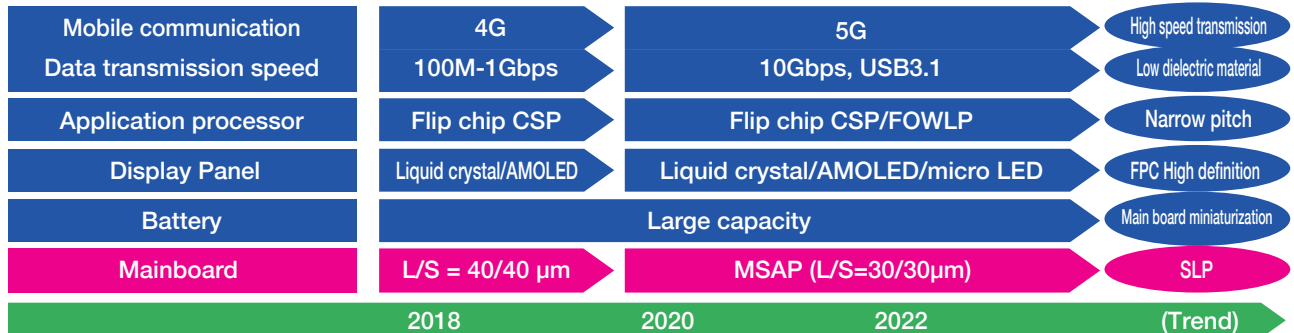 Mobile communication 4G 5G High speed transmission
Data transmission speed 100M-1Gbps 10Gbps, USB3.1 Low dielectric material
Application processor Flip chip CSP Flip chip CSP/FOWLP Narrow pitch
Display Panel Liquid crystal/AMOLED Liquid crystal/AMOLED/micro LED FPC High definition
Battery Large capacity Main board miniaturization
Mainboard L/S = 40/40 μm MSAP (L/S=30/30μm) SLP
2018 2020 2022 (Trend)